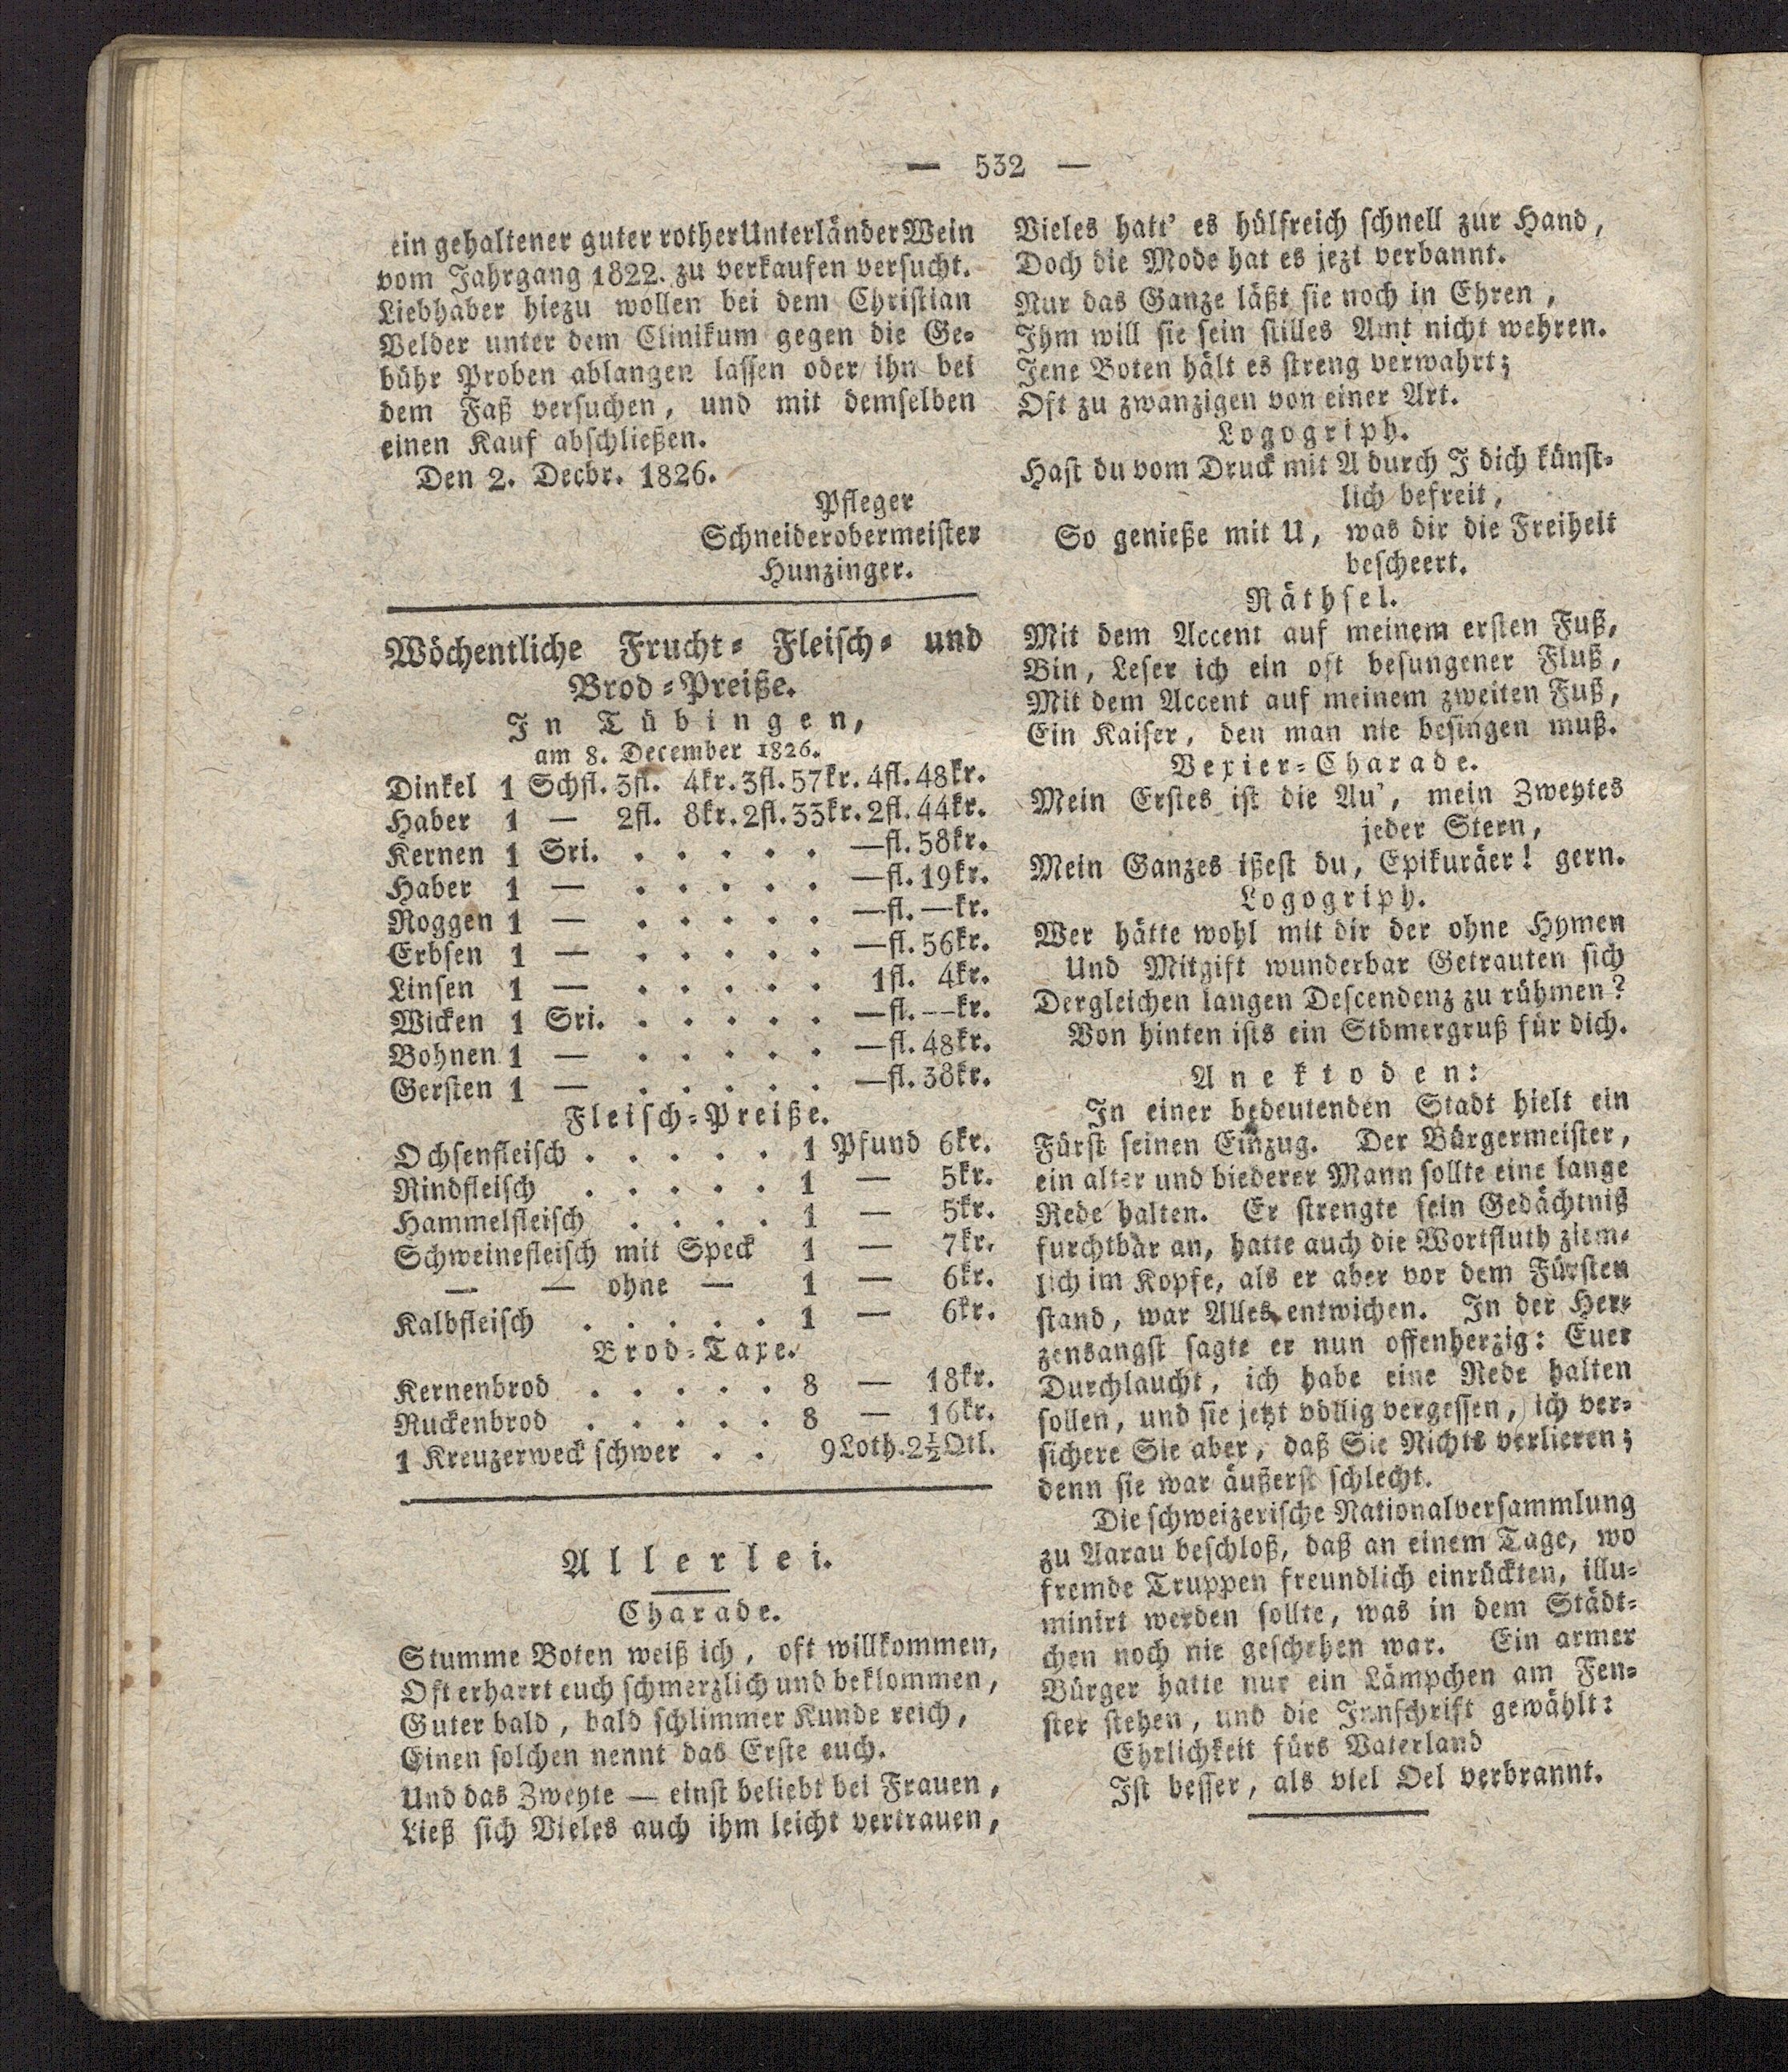 — 532 —
ein gehaltener guter rother Unterländer Wein
vom Jahrgang 1822. zu verkaufen versucht.
Liebhaber hiezu wollen bei dem Christian
Velder unter dem Clinikum gegen die Ge-
bühr Proben ablangen lassen oder ihn bei
dem Faß versuchen, und mit demselben
einen Kauf abschließen.
Den 2. Decbr. 1826.
Pfleger
Schneiderobermeister
Hunzinger.
Wöchentliche Frucht- Fleisch- und
Brod-Preiße.
In Tübingen,
am 8. December 1826.
Dinkel 1 Schfl. 3fl. 4kr. 3fl. 57kr. 4fl. 48kr.
Haber 1 — 2fl. 8kr. 2fl. 33kr. 2fl. 44kr.
Kernen 1 Sri. . . . . . —fl. 58kr.
Haber 1 — . . . . . —fl. 19kr.
Roggen 1 — . . . . . —fl. —kr.
Erbsen 1 — . . . . . —fl. 56kr.
Linsen 1 — . . . . . 1fl. 4kr.
Wicken 1 Sri. . . . . . —fl. --kr.
Bohnen 1 — . . . . . —fl. 48kr.
Gersten 1 — . . . . . —fl. 38kr.
Fleisch-Preiße.
Ochsenfleisch . . . . . 1 Pfund 6kr.
Rindfleisch . . . . . 1 — 5kr.
Hammelfleisch . . . . 1 — 5kr.
Schweinefleisch mit Speck 1 — 7kr.
— — ohne — 1 — 6kr.
Kalbfleisch . . . . . 1 — 6kr.
Brod-Taxe.
Kernenbrod . . . . . 8 — 18kr.
Ruckenbrod . . . . . 8 — 16kr.
1 Kreuzerweck schwer . . 9 Loth. 2½ Qtl.
Allerlei.
Charade.
Stumme Boten weiß ich, oft willkommen,
Oft erharrt euch schmerzlich und beklommen,
Guter bald, bald schlimmer Kunde reich,
Einen solchen nennt das Erste euch.
Und das Zweyte — einst beliebt bei Frauen,
Ließ sich Vieles auch ihm leicht vertrauen,
Vieles hatt' es hülfreich schnell zur Hand,
Doch die Mode hat es jezt verbannt.
Nur das Ganze läßt sie noch in Ehren,
Ihm will sie sein stilles Amt nicht wehren.
Jene Boten hält es streng verwahrt;
Oft zu zwanzigen von einer Art.
Logogriph.
Hast du vom Druck mit A durch J dich künst-
lich befreit,
So genieße mit U, was dir die Freiheit
bescheert.
Räthsel.
Mit dem Accent auf meinem ersten Fuß,
Bin, Leser ich ein oft besungener Fluß,
Mit dem Accent auf meinem zweiten Fuß,
Ein Kaiser, den man nie besingen muß.
Vexier-Charade.
Mein Erstes ist die Au', mein Zweytes
jeder Stern,
Mein Ganzes ißest du, Epikuräer! gern.
Logogriph.
Wer hätte wohl mit dir der ohne Hymen
Und Mitgift wunderbar Getrauten sich
Dergleichen langen Descendenz zu rühmen?
Von hinten ists ein Stömergruß für dich.
Anektoden:
In einer bedeutenden Stadt hielt ein
Fürst seinen Einzug. Der Bürgermeister,
ein alter und biederer Mann sollte eine lange
Rede halten. Er strengte sein Gedächtniß
furchtbar an, hatte auch die Wortfluth ziem-
lich im Kopfe, als er aber vor dem Fürsten
stand, war Alles entwichen. In der Her-
zensangst sagte er nun offenherzig: Euer
Durchlaucht, ich habe eine Rede halten
sollen, und sie jetzt völlig vergessen, ich ver-
sichere Sie aber, daß Sie Nichts verlieren;
denn sie war äußerst schlecht.
Die schweizerische Nationalversammlung
zu Aarau beschloß, daß an einem Tage, wo
fremde Truppen freundlich einrückten, illu-
minirt werden sollte, was in dem Städt-
chen noch nie geschehen war. Ein armer
Bürger hatte nur ein Lämpchen am Fen-
ster stehen, und die Innschrift gewählt:
Ehrlichkeit fürs Vaterland
Ist besser, als viel Oel verbrannt.